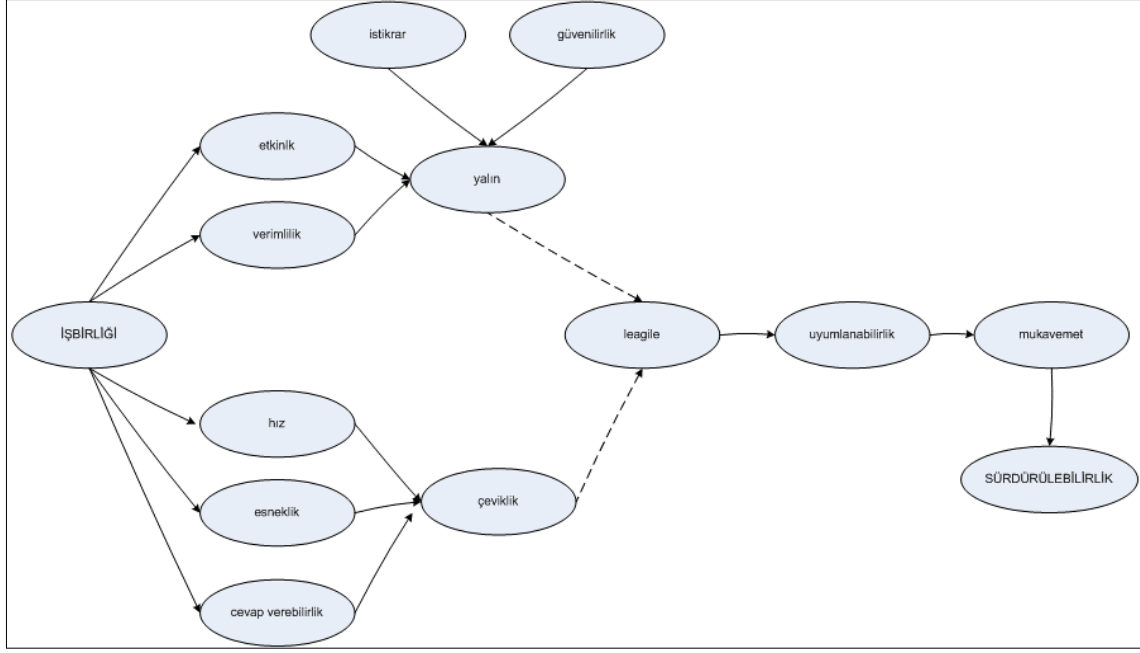 istikrar
güvenilirlik
etkinlik
yalın
verimlilik
İŞBİRLİĞİ
leagile
uyumlanabilirlik
mukavemet
hız
SÜRDÜRÜLEBİLİRLİK
çeviklik
esneklik
cevap verebilirlik